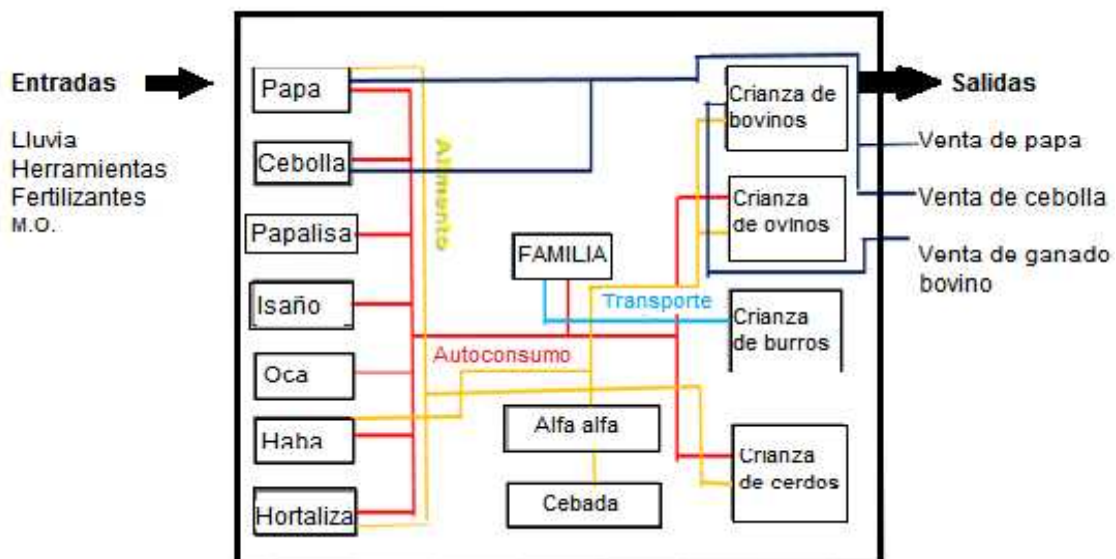 Entradas
Lluvia
Herramientas
Fertilizantes
M.O.
Papa
Cebolla
Papalisa
Isaño
Oca
Haba
Hortaliza
Alimento
FAMILIA
Transporte
Autoconsumo
Alfa alfa
Cebada
Crianza de
bovinos
Crianza
de ovinos
Crianza
de burros
Crianza
de cerdos
Salidas
Venta de papa
Venta de cebolla
Venta de ganado
bovino